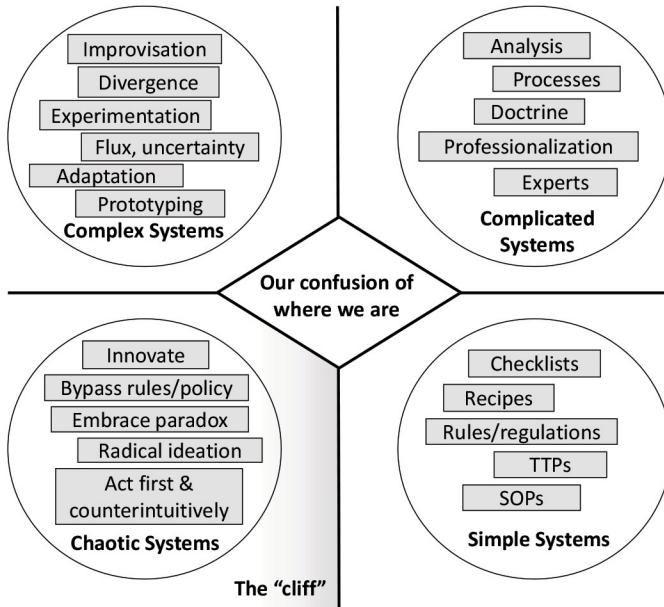 Improvisation
Divergence
Experimentation
Flux, uncertainty
Adaptation
Prototyping
Complex Systems
Analysis
Processes
Doctrine
Professionalization
Experts
Complicated
Systems
Our confusion of
where we are
Innovate
Bypass rules/policy
Embrace paradox
Radical ideation
Act first &
counterintuitively
Chaotic Systems
The "cliff"
Checklists
Recipes
Rules/regulations
TTPs
SOPs
Simple Systems